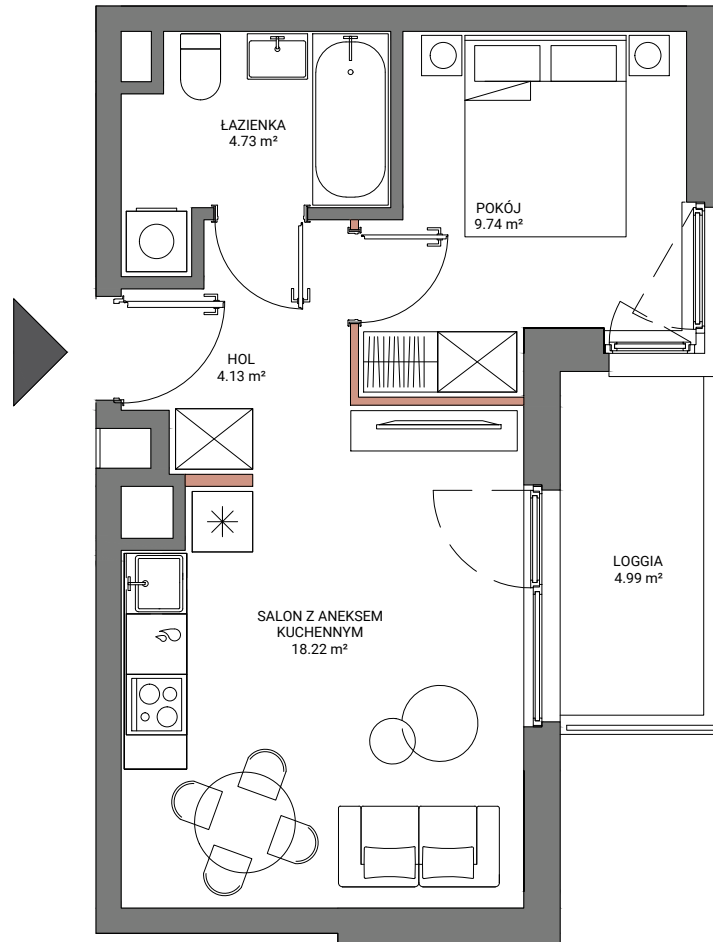 ŁAZIENKA
4.73 m²
POKÓJ
9.74 m²
HOL
4.13 m²
LOGGIA
4.99 m²
SALON Z ANEKSEM
KUCHENNYM
18.22 m²